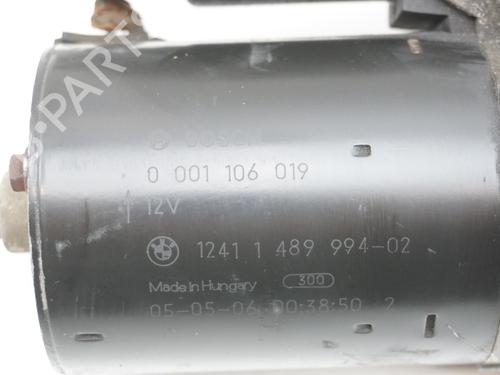 BOSCH
0 001 106 019
12V
1241 1 489 994-02
Made in Hungary 300
05-05-06 00:38:50 2